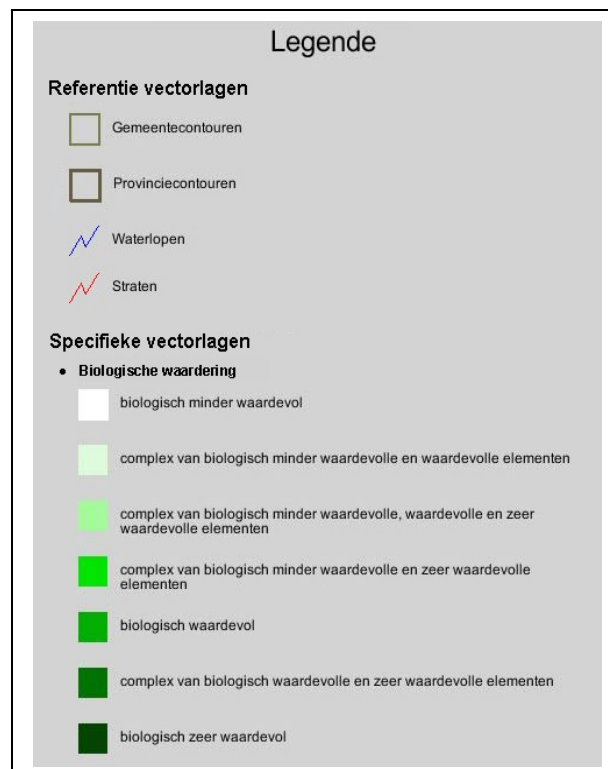 Legende
Referentie vectorlagen
Gemeentecontouren
Provinciecontouren
Waterlopen
Straten
Specifieke vectorlagen
• Biologische waardering
biologisch minder waardevol
complex van biologisch minder waardevolle en waardevolle elementen
complex van biologisch minder waardevolle, waardevolle en zeer
waardevolle elementen
complex van biologisch minder waardevolle en zeer waardevolle
elementen
biologisch waardevol
complex van biologisch waardevolle en zeer waardevolle elementen
biologisch zeer waardevol